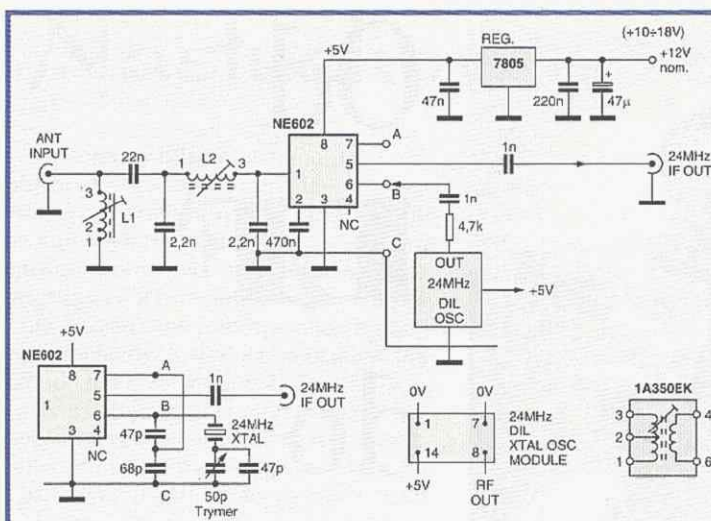 (+10÷18V)
+5V
REG.
7805
+12V
nom.
47n
220n
+
47µ
ANT
INPUT
22n
1
L2
3
NE602
8
7
A
1
5
1n
24MHz
IF OUT
6
B
2
3
4
NC
3
2
1
L1
2,2n
2,2n
470n
1n
4,7k
C
OUT
24MHz
DIL
OSC
+5V
+5V
NE602
8
7
A
1
5
1n
24MHz
IF OUT
6
B
3
4
NC
47p
24MHz
XTAL
68p
C
50p
Trymer
47p
0V
0V
1
7
14
8
+5V
RF
OUT
24MHz
DIL
XTAL OSC
MODULE
1A350EK
3
4
2
1
6